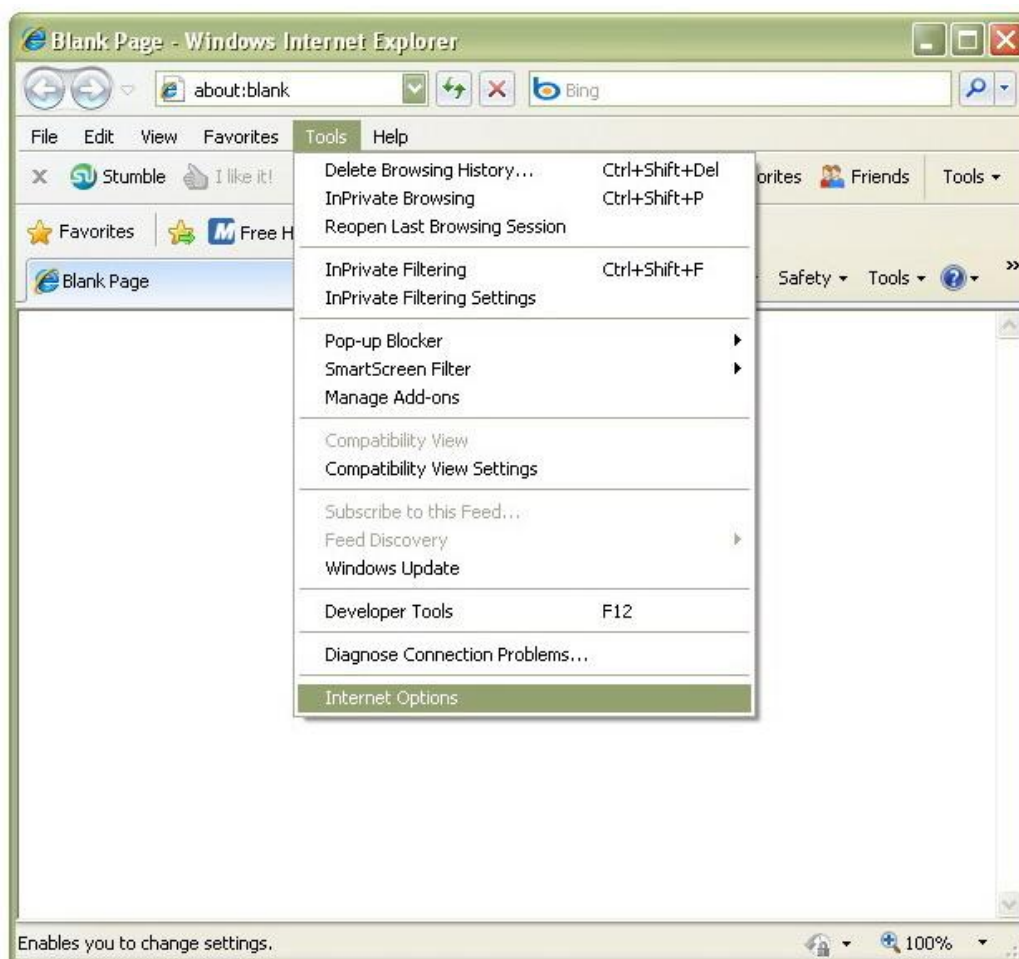 Blank Page - Windows Internet Explorer
about:blank Bing
File Edit View Favorites Tools Help
Stumble I like it! orites Friends Tools
Favorites Free H
Blank Page Safety Tools
Delete Browsing History... Ctrl+Shift+Del
InPrivate Browsing Ctrl+Shift+P
Reopen Last Browsing Session
InPrivate Filtering Ctrl+Shift+F
InPrivate Filtering Settings
Pop-up Blocker
SmartScreen Filter
Manage Add-ons
Compatibility View
Compatibility View Settings
Subscribe to this Feed...
Feed Discovery
Windows Update
Developer Tools F12
Diagnose Connection Problems...
Internet Options
Enables you to change settings. 100%